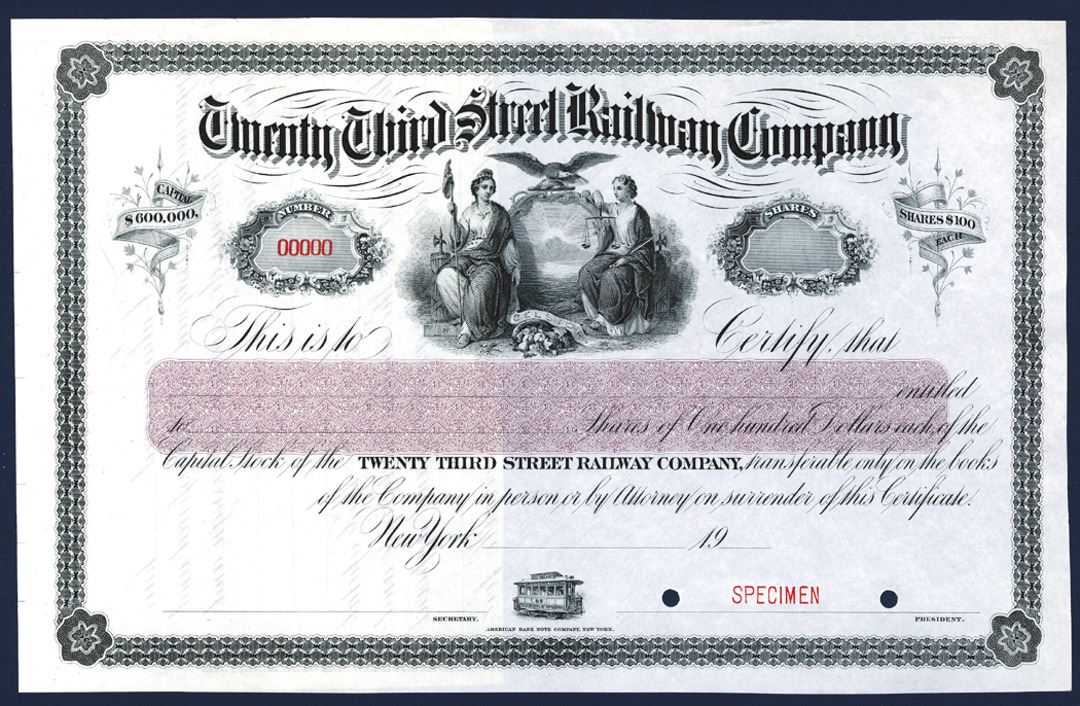 Twenty Third Street Railway Company
CAPITAL
$600,000.
NUMBER
00000
SHARES
SHARES $100
EACH
This is to Certify, that
entitled
to Shares of One hundred Dollars each of the
Capital Stock of the TWENTY THIRD STREET RAILWAY COMPANY, transferable only on the books
of the Company in person or by Attorney on surrender of this Certificate.
New York 19
SPECIMEN
SECRETARY.
PRESIDENT.
AMERICAN BANK NOTE COMPANY, NEW YORK.